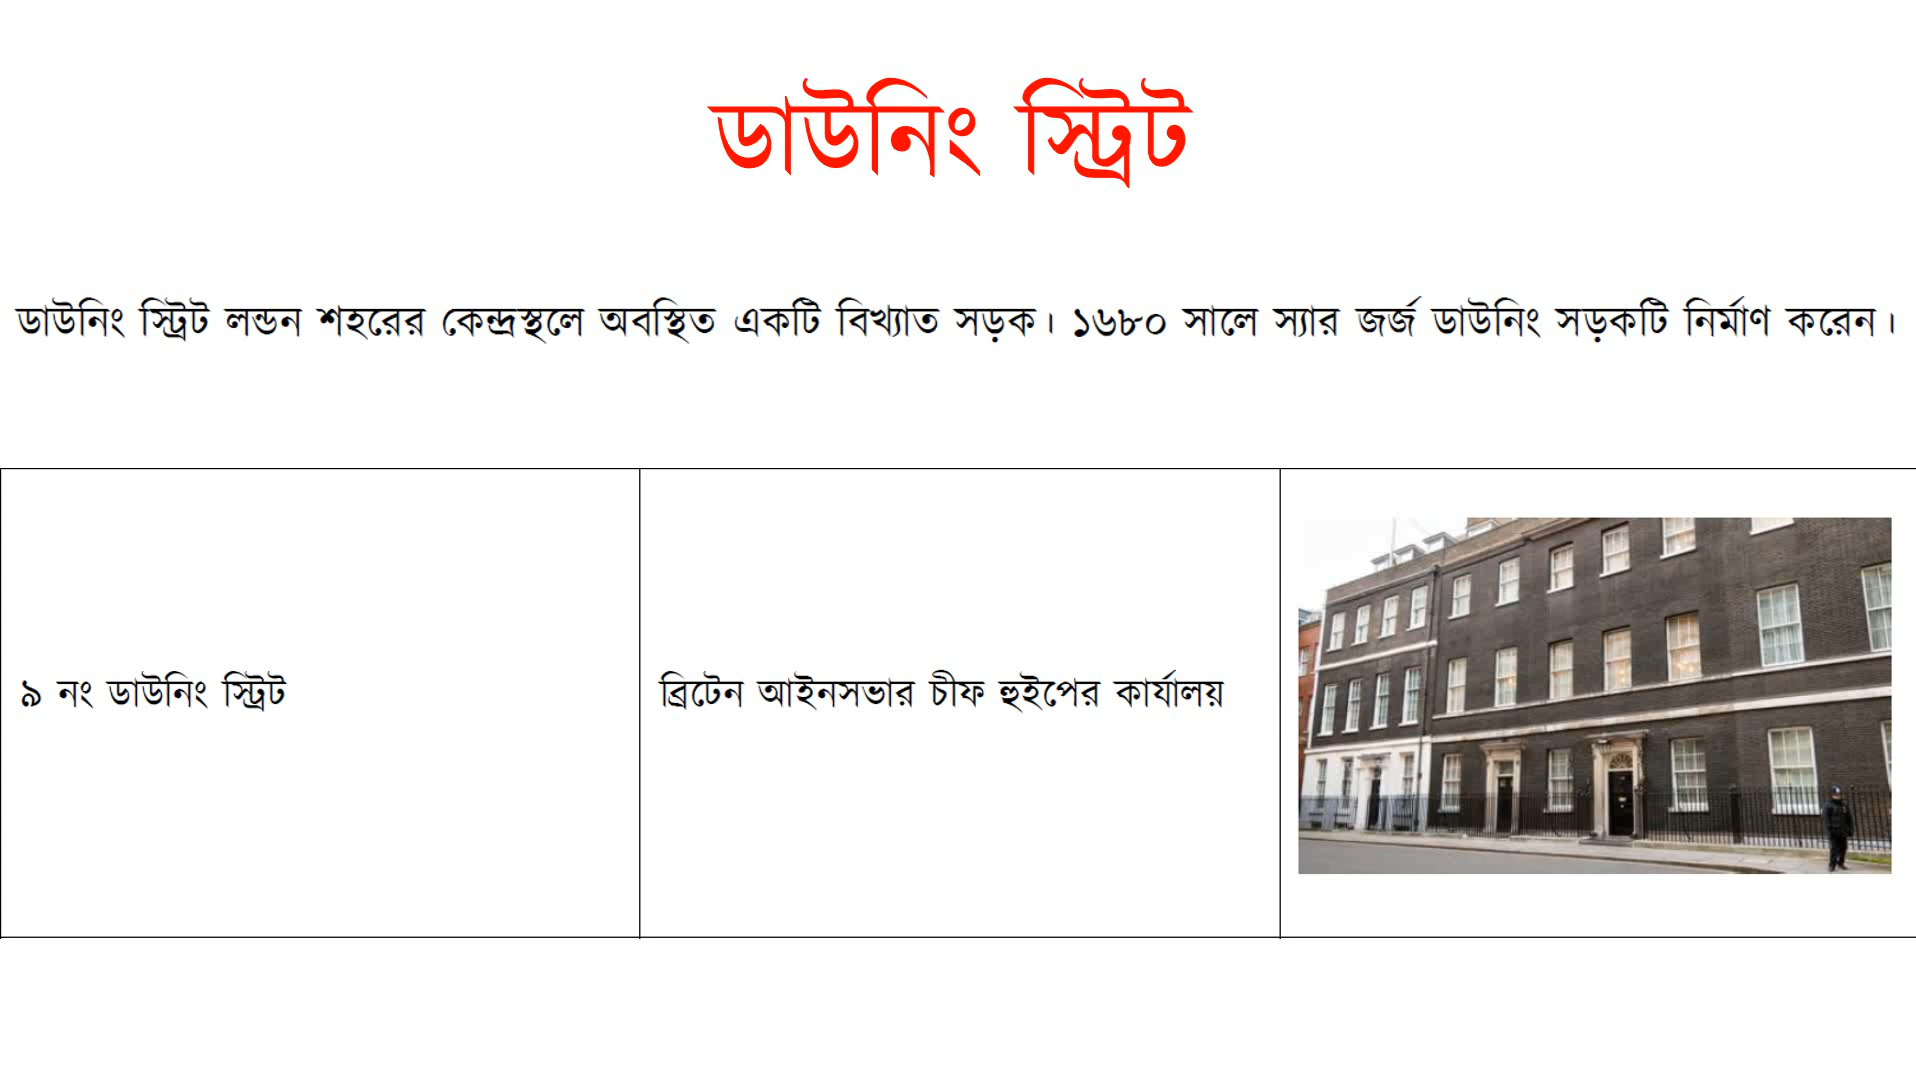 ডাউনিং স্ট্রিট
ডাউনিং স্ট্রিট লন্ডন শহরের কেন্দ্রস্থলে অবস্থিত একটি বিখ্যাত সড়ক। ১৬৮০ সালে স্যার জর্জ ডাউনিং সড়কটি নির্মাণ করেন।
৯ নং ডাউনিং স্ট্রিট
ব্রিটেন আইনসভার চীফ হুইপের কার্যালয়